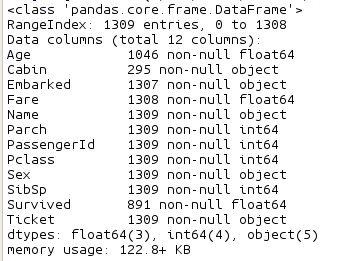 <class 'pandas.core.frame.DataFrame'>
RangeIndex: 1309 entries, 0 to 1308
Data columns (total 12 columns):
Age            1046 non-null float64
Cabin          295 non-null object
Embarked       1307 non-null object
Fare           1308 non-null float64
Name           1309 non-null object
Parch          1309 non-null int64
PassengerId    1309 non-null int64
Pclass         1309 non-null int64
Sex            1309 non-null object
SibSp          1309 non-null int64
Survived       891 non-null float64
Ticket         1309 non-null object
dtypes: float64(3), int64(4), object(5)
memory usage: 122.8+ KB